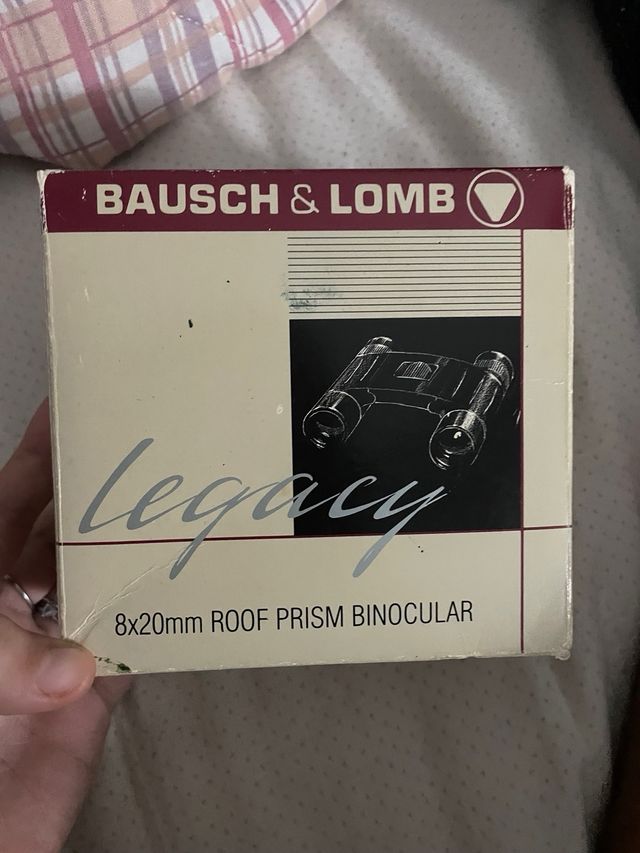 BAUSCH & LOMB
Legacy
8x20mm ROOF PRISM BINOCULAR